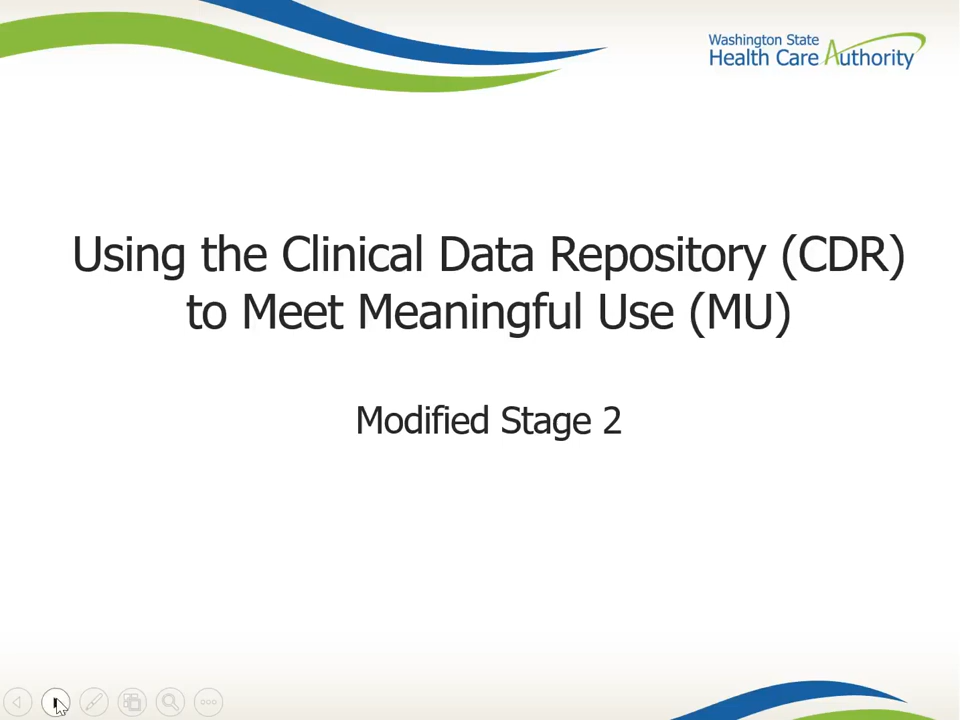 Washington State
Health Care Authority
Using the Clinical Data Repository (CDR)
to Meet Meaningful Use (MU)
Modified Stage 2